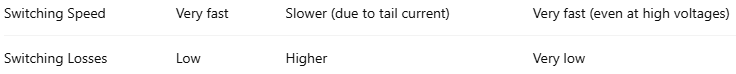 Switching Speed Very fast Slower (due to tail current) Very fast (even at high voltages)
Switching Losses Low Higher Very low